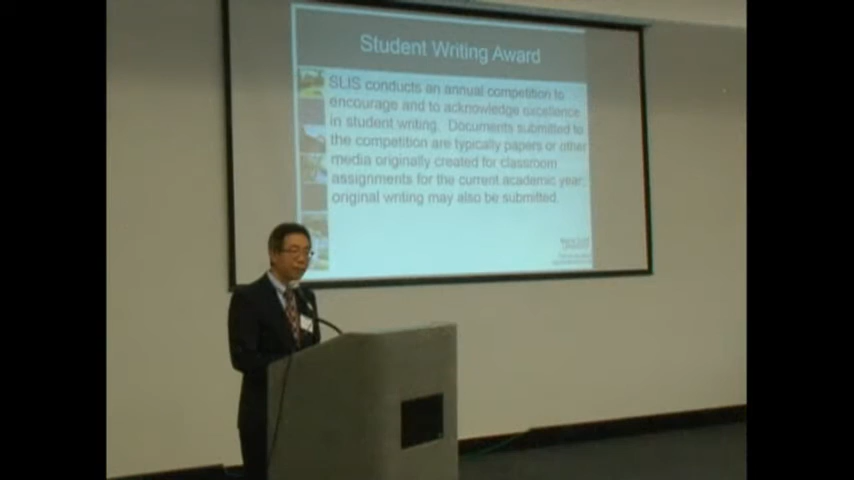 Student Writing Award
SLIS conducts an annual competition to
encourage and to acknowledge excellence
in student writing. Documents submitted to
the competition are typically papers or other
media originally created for classroom
assignments for the current academic year;
original writing may also be submitted.